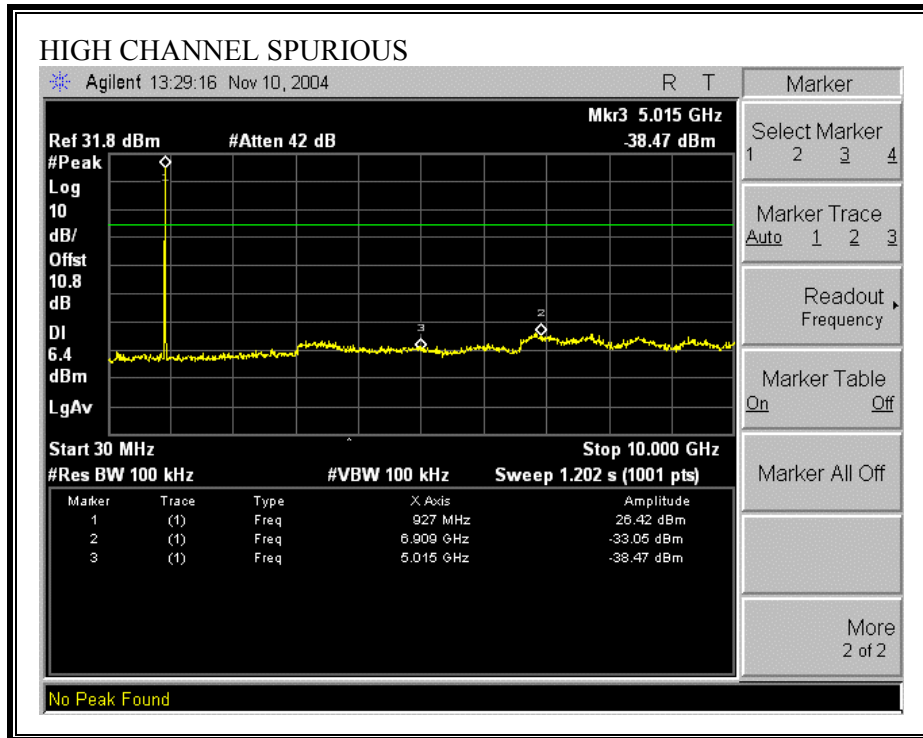 HIGH CHANNEL SPURIOUS
Agilent 13:29:16 Nov 10, 2004 R T
Mkr3 5.015 GHz
Ref 31.8 dBm #Atten 42 dB -38.47 dBm
#Peak
Log
10
dB/
Offst
10.8
dB
DI
6.4
dBm
LgAv
1
3
2
Start 30 MHz Stop 10.000 GHz
#Res BW 100 kHz #VBW 100 kHz Sweep 1.202 s (1001 pts)
Marker Trace Type X Axis Amplitude
1 (1) Freq 927 MHz 26.42 dBm
2 (1) Freq 6.909 GHz -33.05 dBm
3 (1) Freq 5.015 GHz -38.47 dBm
No Peak Found
Marker
Select Marker
1 2 3 4
Marker Trace
Auto 1 2 3
Readout
Frequency
Marker Table
On Off
Marker All Off
More
2 of 2